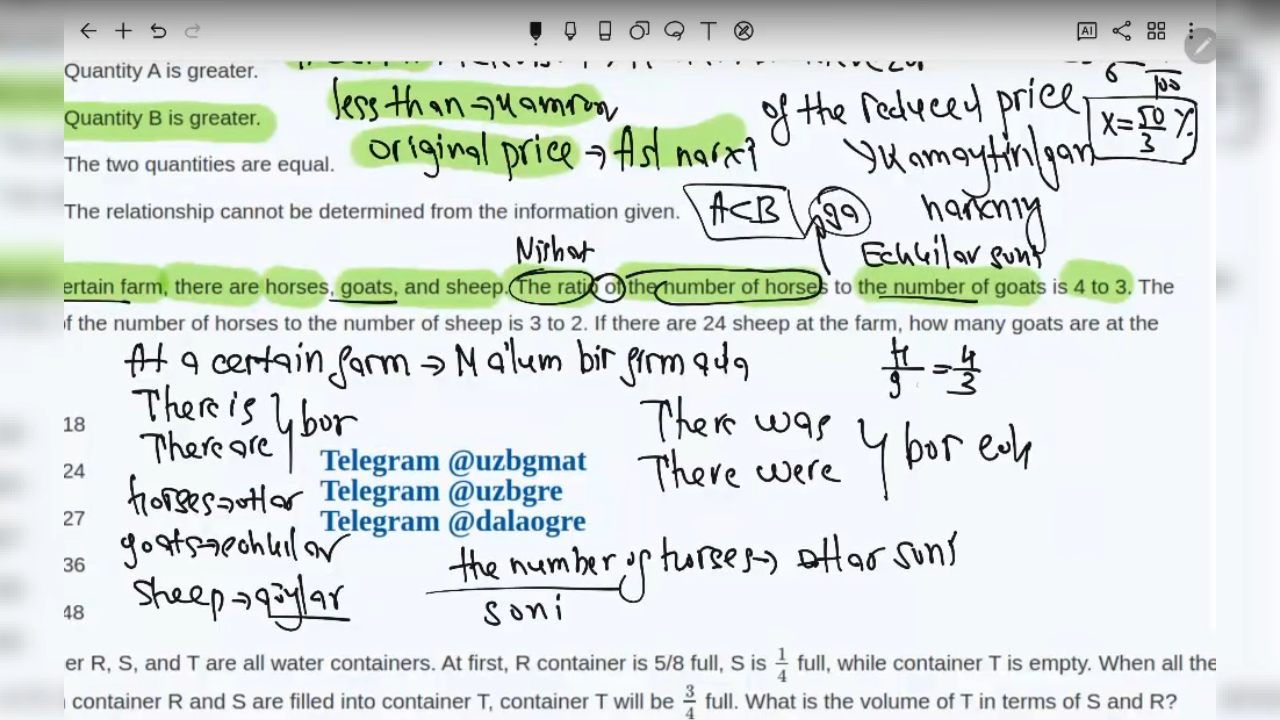 Quantity A is greater.
6 100
less than → kamroq
of the reduced price
X = 50/3 %
Quantity B is greater.
original price → Asl narxi
The two quantities are equal.
The relationship cannot be determined from the information given.
A<B
ga
Nisbat
Echkilar soni
ertain farm, there are horses, goats, and sheep. The ratio of the number of horses to the number of goats is 4 to 3. The
f the number of horses to the number of sheep is 3 to 2. If there are 24 sheep at the farm, how many goats are at the
At a certain farm → Ma'lum bir firmada
H/g = 4/3
There is } bor
There are
There was } bor edi
There were
18
24
27
36
48
Telegram @uzbgmat
Telegram @uzbgre
Telegram @dalaogre
horses → otlar
goats → echkilar
sheep → qo'ylar
the number of horses → otlar soni
soni
er R, S, and T are all water containers. At first, R container is 5/8 full, S is 1/4 full, while container T is empty. When all the
container R and S are filled into container T, container T will be 3/4 full. What is the volume of T in terms of S and R?